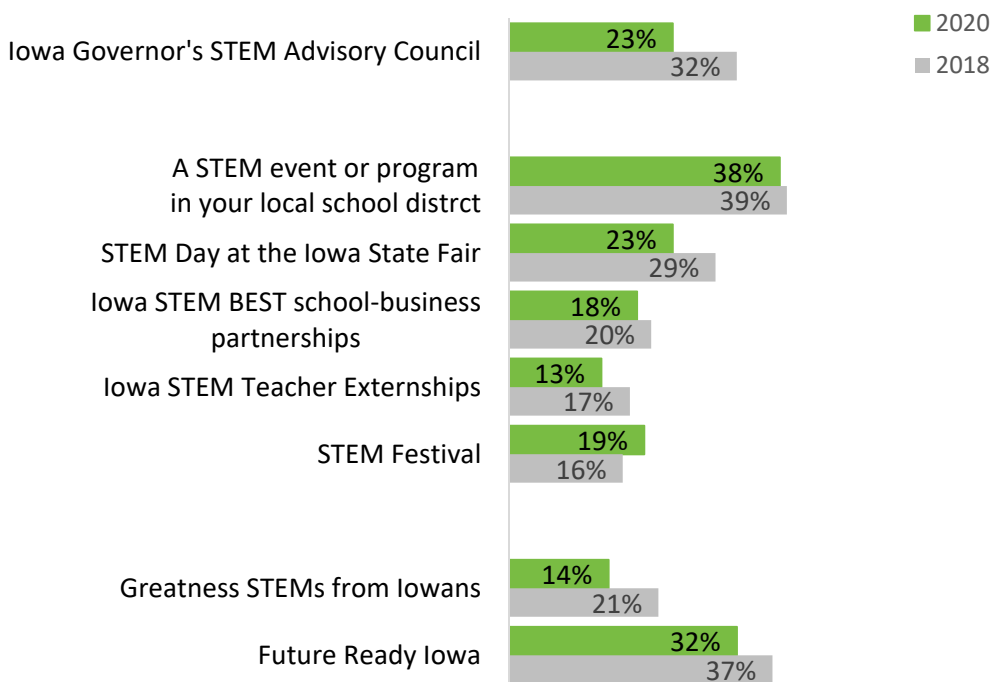 2020
2018
Iowa Governor's STEM Advisory Council
23%
32%
A STEM event or program
in your local school distrct
38%
39%
STEM Day at the Iowa State Fair
23%
29%
Iowa STEM BEST school-business
partnerships
18%
20%
Iowa STEM Teacher Externships
13%
17%
STEM Festival
19%
16%
Greatness STEMs from Iowans
14%
21%
Future Ready Iowa
32%
37%